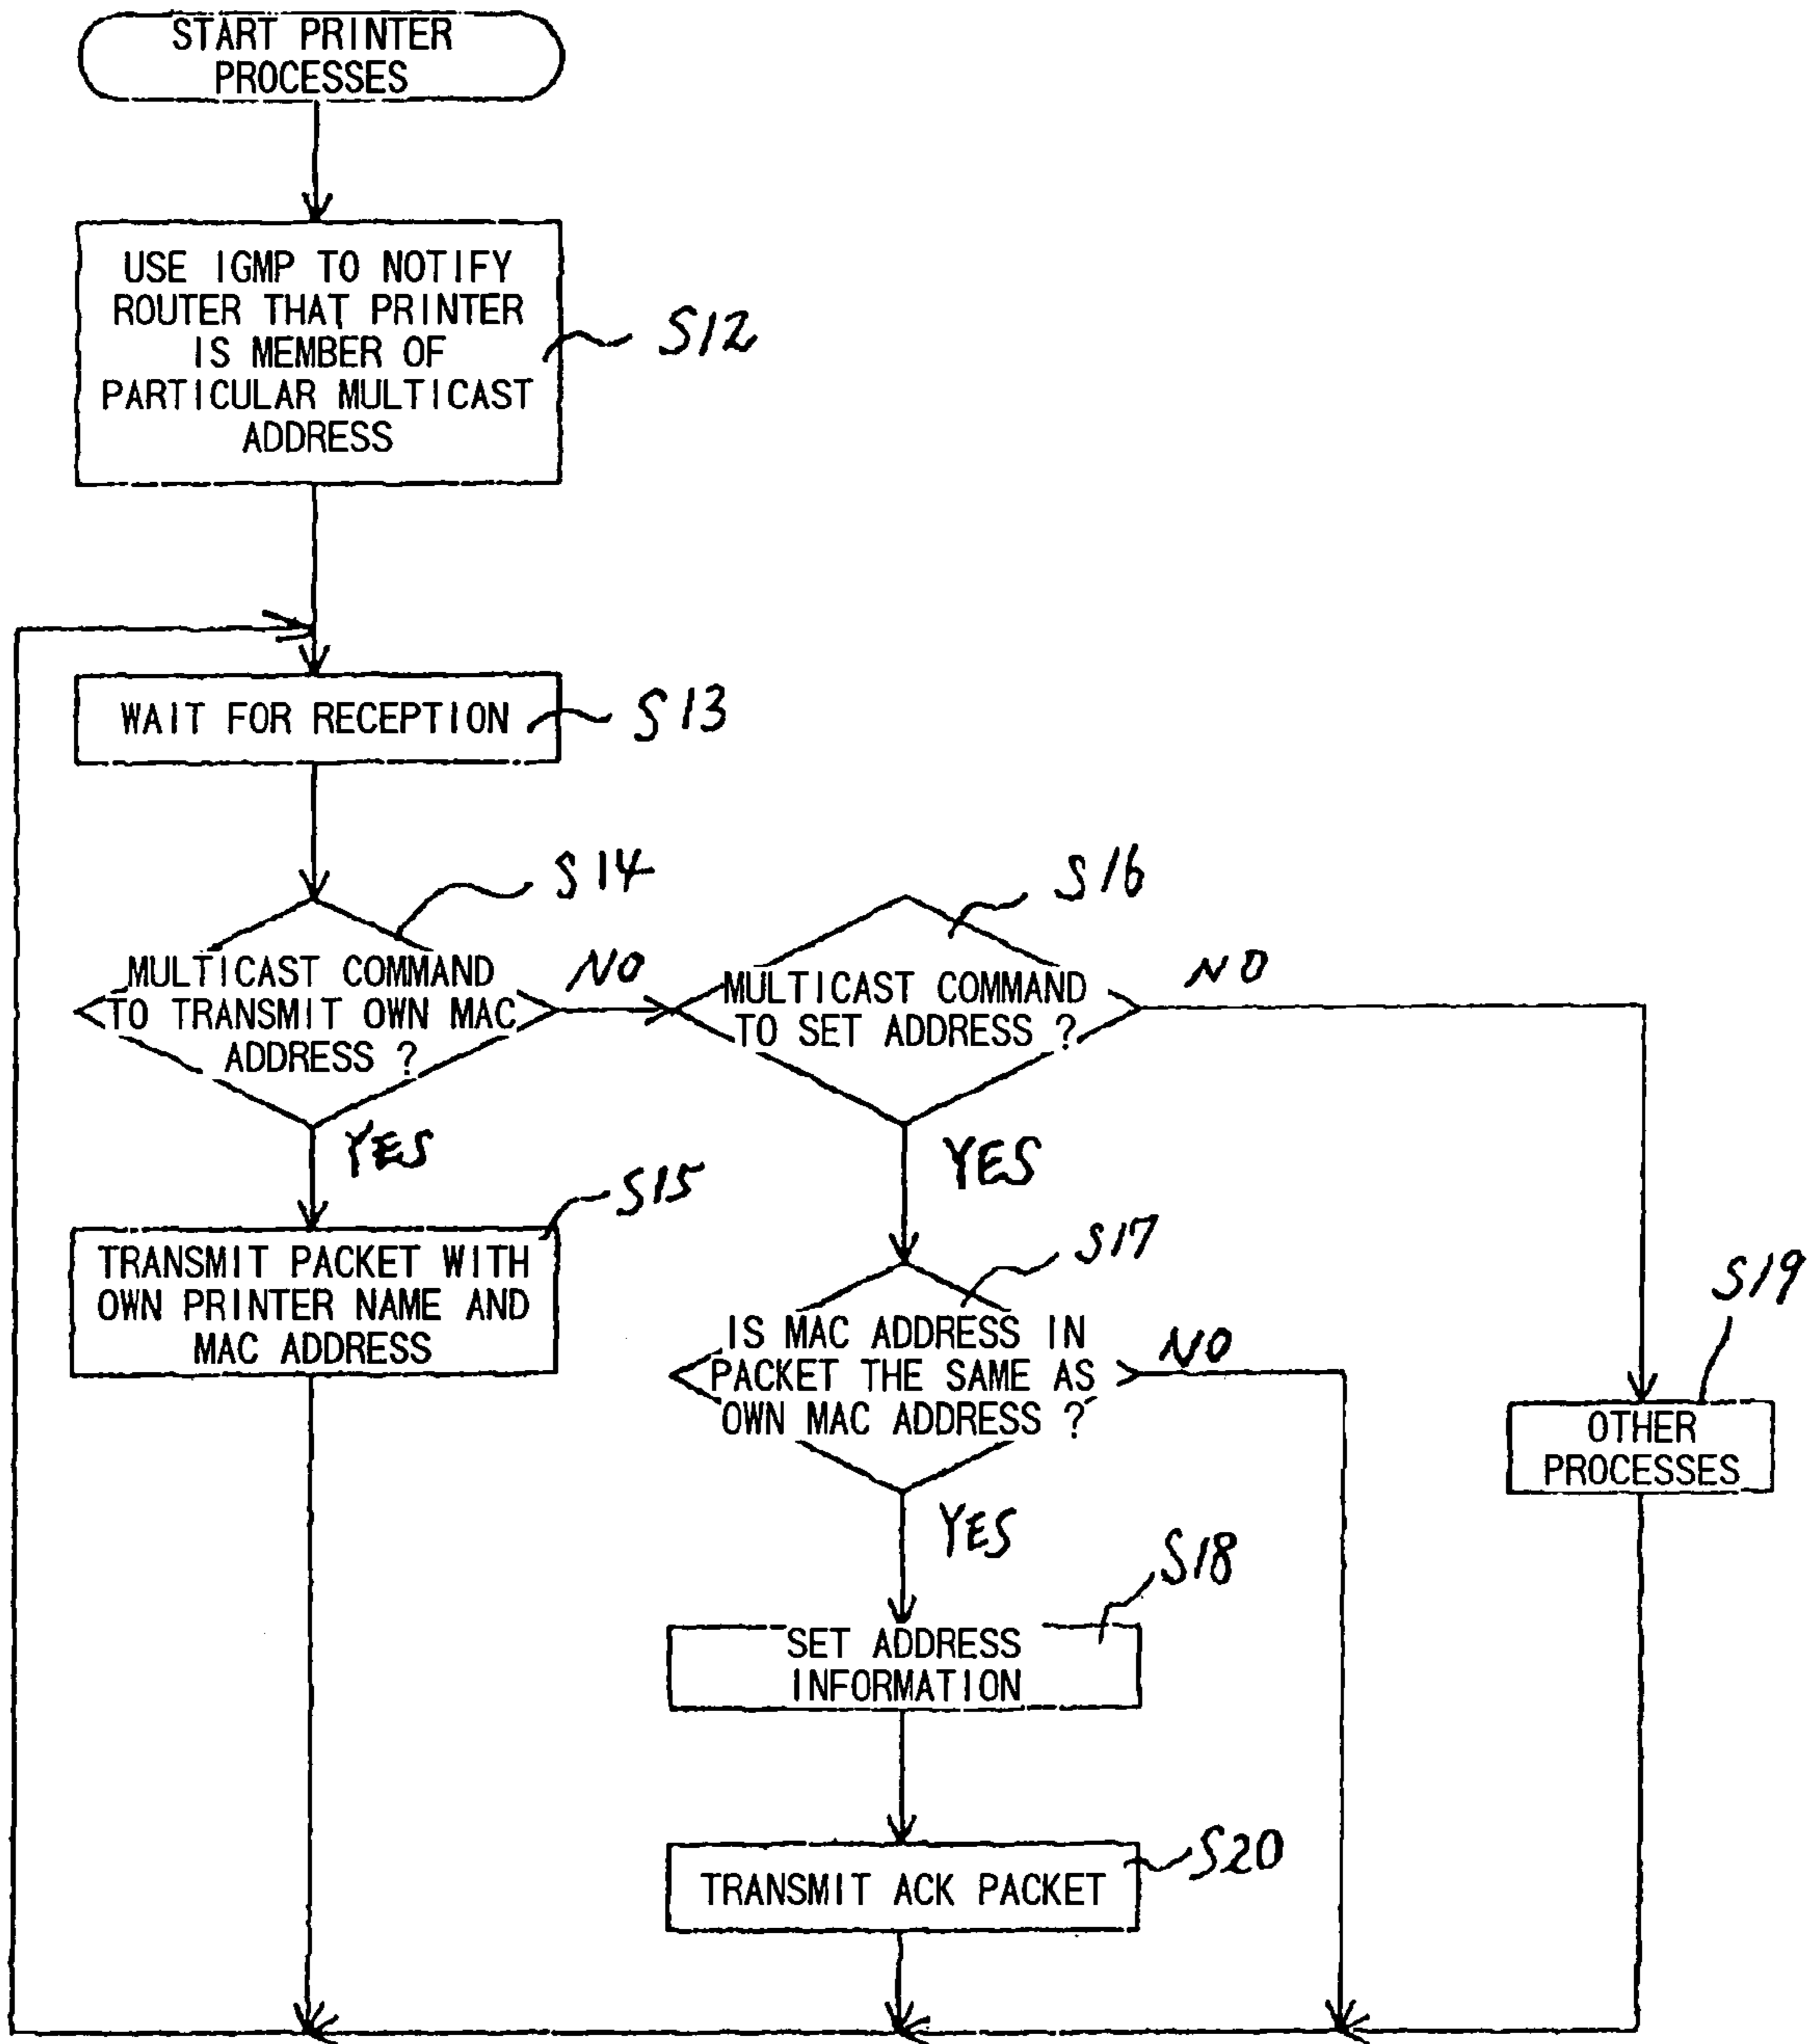 START PRINTER
PROCESSES
USE IGMP TO NOTIFY
ROUTER THAT PRINTER
IS MEMBER OF
PARTICULAR MULTICAST
ADDRESS
S12
WAIT FOR RECEPTION
S13
S14
MULTICAST COMMAND
TO TRANSMIT OWN MAC
ADDRESS ?
NO
YES
S16
MULTICAST COMMAND
TO SET ADDRESS ?
NO
YES
S15
TRANSMIT PACKET WITH
OWN PRINTER NAME AND
MAC ADDRESS
S17
IS MAC ADDRESS IN
PACKET THE SAME AS
OWN MAC ADDRESS ?
NO
YES
S19
OTHER
PROCESSES
S18
SET ADDRESS
INFORMATION
S20
TRANSMIT ACK PACKET